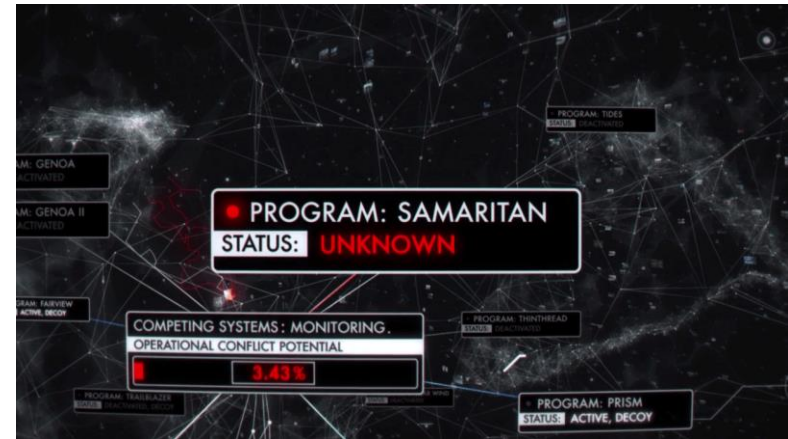 PROGRAM: TIDES
STATUS: DEACTIVATED
AM: GENOA
ACTIVATED
AM: GENOA II
ACTIVATED
PROGRAM: SAMARITAN
STATUS: UNKNOWN
GRAM: FAIRVIEW
ACTIVE, DECOY
COMPETING SYSTEMS: MONITORING.
OPERATIONAL CONFLICT POTENTIAL
3.43%
PROGRAM: THINTHREAD
STATUS: DEACTIVATED
PROGRAM: TRAILBLAZER
STATUS: DEACTIVATED, DECOY
WIND
PROGRAM: PRISM
STATUS: ACTIVE, DECOY